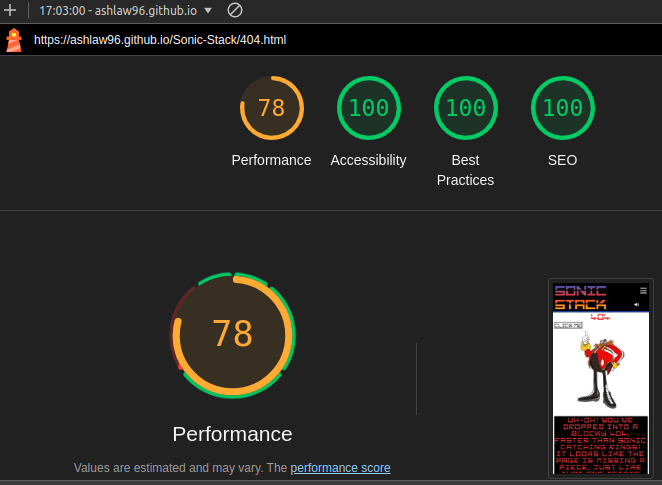 17:03:00 - ashlaw96.github.io
https://ashlaw96.github.io/Sonic-Stack/404.html
78
100
100
100
Performance
Accessibility
Best
Practices
SEO
78
Performance
Values are estimated and may vary. The performance score
SONIC
STACK
404
CLICK ME
UH-OH! YOU'VE
DROPPED INTO A
BLOCKY 404,
FASTER THAN SONIC
CATCHING RINGS!
IT LOOKS LIKE THE
PAGE IS MISSING A
PIECE, JUST LIKE